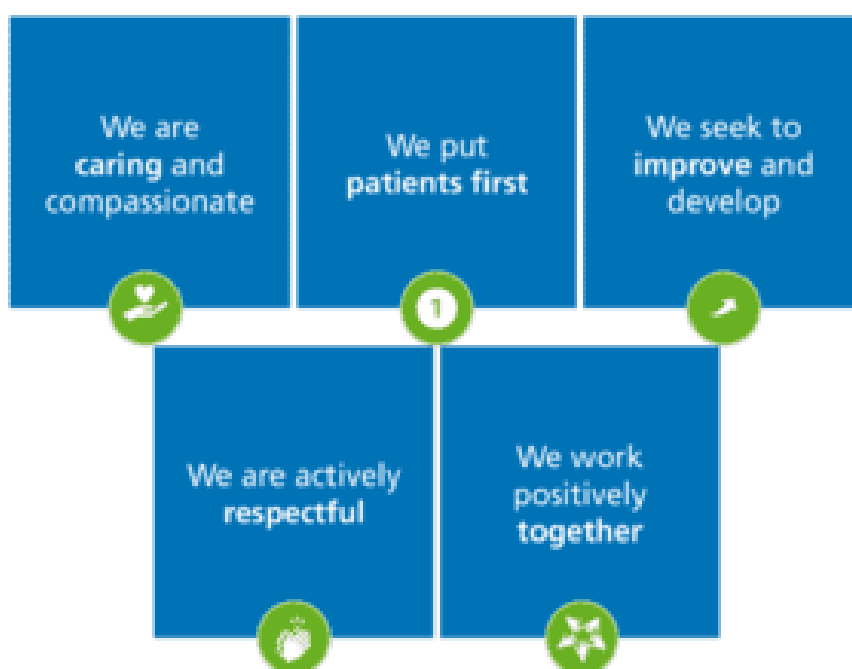 We are
caring and
compassionate
We put
patients first
We seek to
improve and
develop
1
We are actively
respectful
We work
positively
together